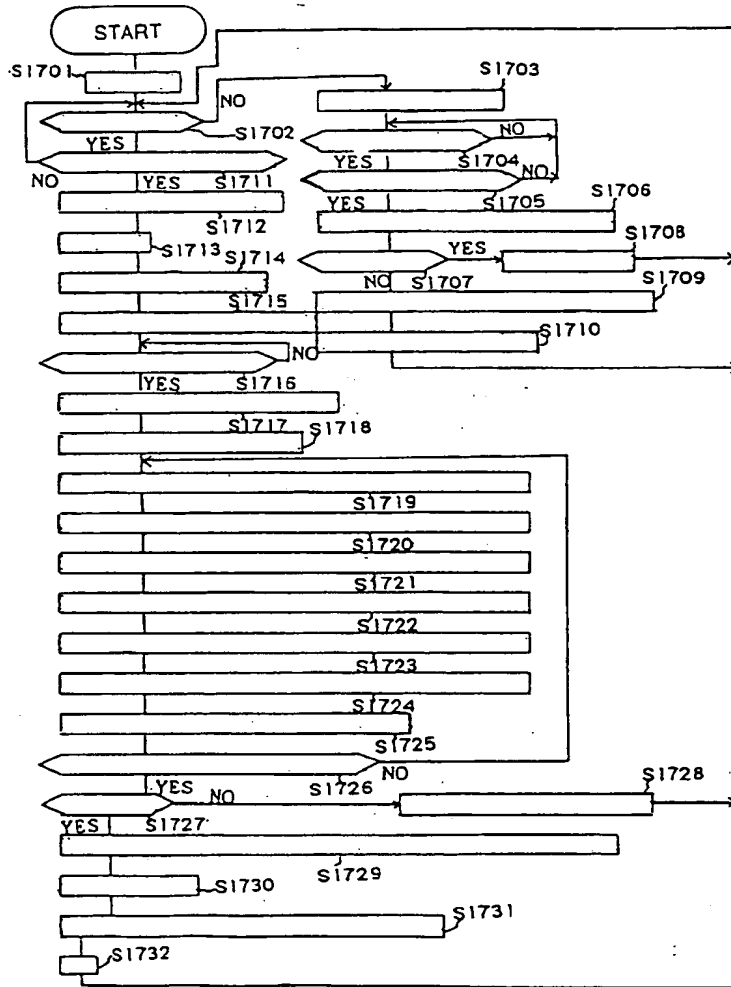 START
S1701
S1703
NO
S1702
NO
YES
YES
S1704
NO
NO
YES
S1711
S1705
S1706
YES
S1712
S1708
S1713
YES
S1714
NO
S1707
S1709
S1715
S1710
NO
YES
S1716
S1717
S1718
S1719
S1720
S1721
S1722
S1723
S1724
S1725
NO
YES
S1726
S1728
NO
YES
S1727
S1729
S1730
S1731
S1732